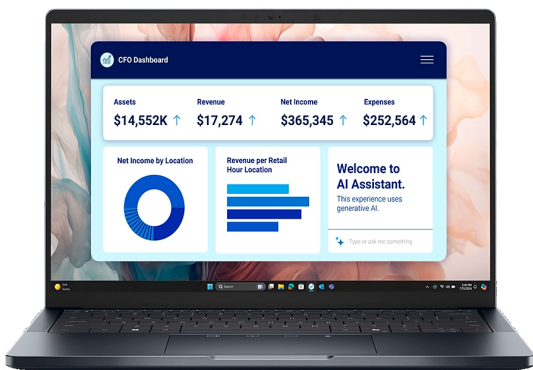 CFO Dashboard
Assets
$14,552K ↑
Revenue
$17,274 ↑
Net Income
$365,345 ↑
Expenses
$252,564 ↑
Net Income by Location
Revenue per Retail
Hour Location
Welcome to
AI Assistant.
This experience uses
generative AI.
Type or ask me something
Search